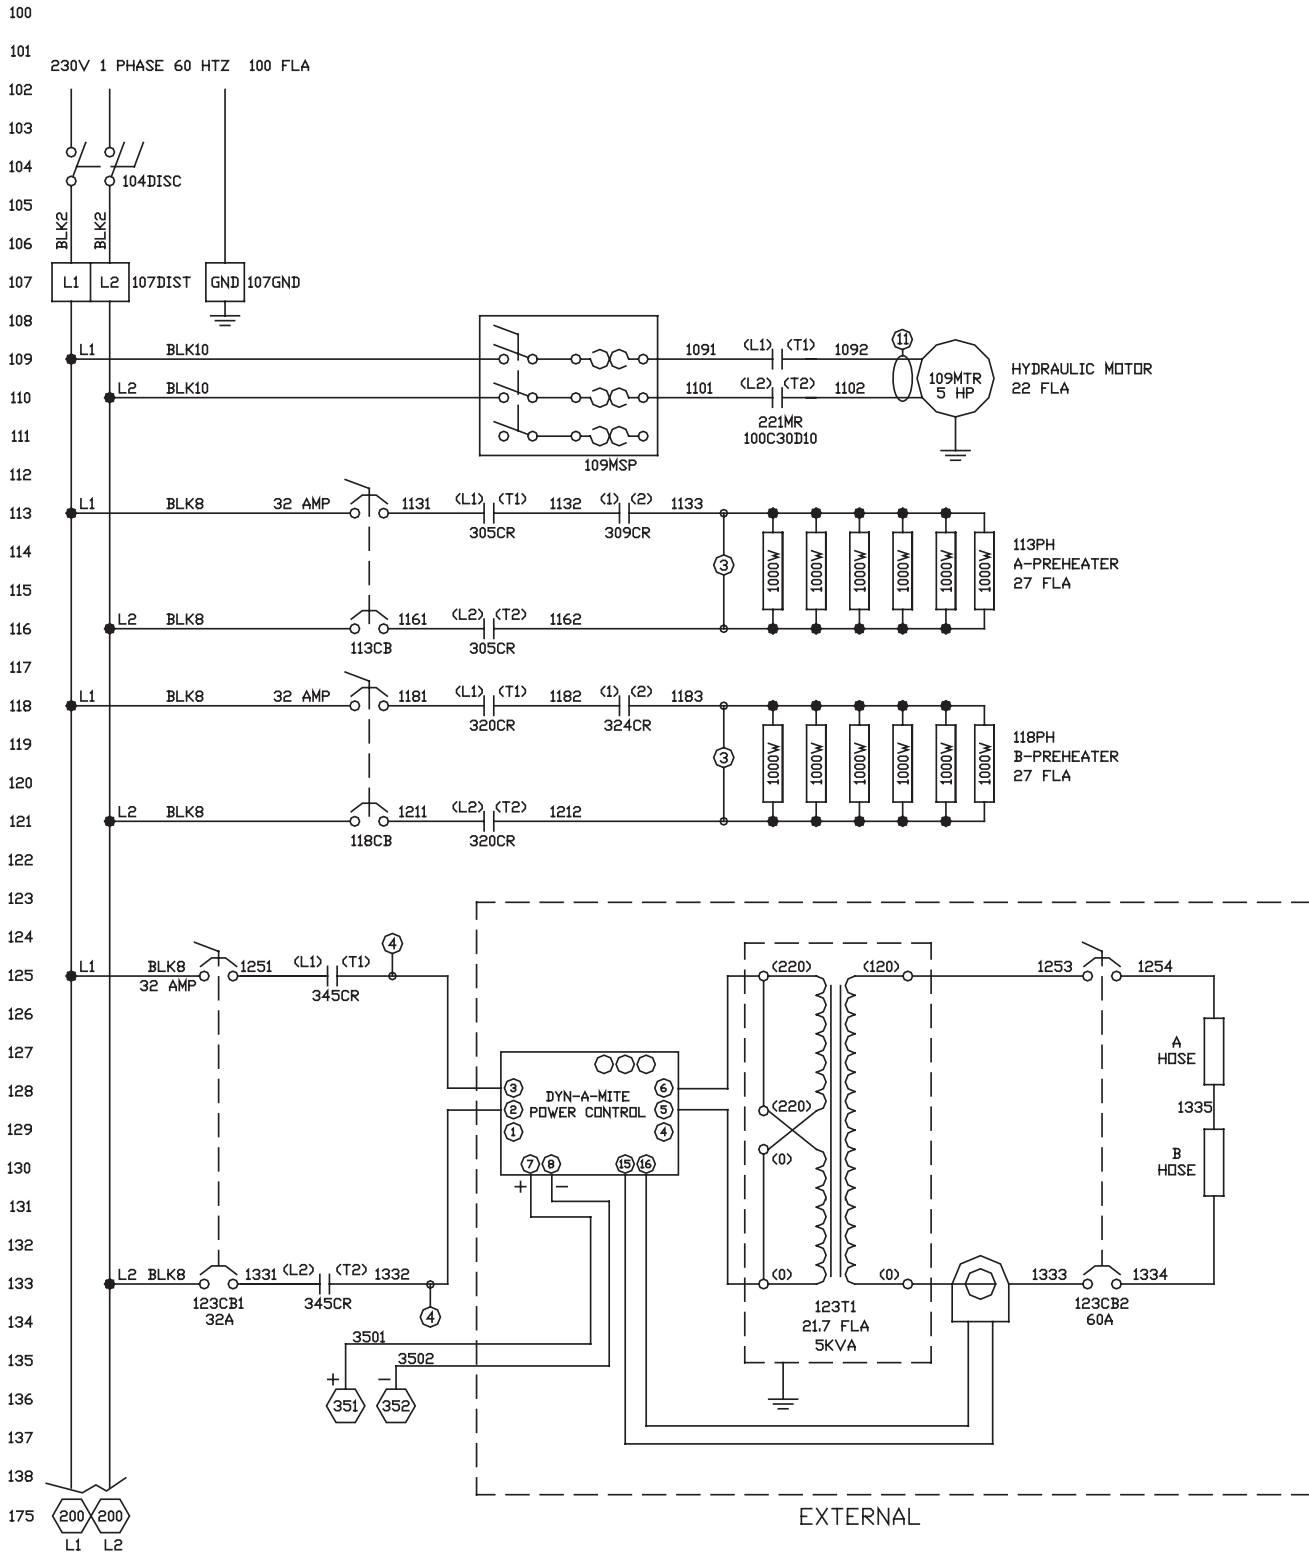 100
101
230V 1 PHASE 60 HTZ 100 FLA
102
103
104
104DISC
105
BLK2 BLK2
106
107
L1 L2 107DIST GND 107GND
108
109
L1 BLK10 1091 (L1) (T1) 1092 11
109MTR
5 HP
HYDRAULIC MOTOR
22 FLA
110
L2 BLK10 1101 (L2) (T2) 1102
221MR
100C30D10
111
109MSP
112
113
L1 BLK8 32 AMP 1131 (L1) (T1) 1132 (1) (2) 1133
305CR 309CR
114
3 1000W 1000W 1000W 1000W 1000W 1000W
113PH
A-PREHEATER
27 FLA
115
116
L2 BLK8 1161 (L2) (T2) 1162
113CB 305CR
117
118
L1 BLK8 32 AMP 1181 (L1) (T1) 1182 (1) (2) 1183
320CR 324CR
119
3 1000W 1000W 1000W 1000W 1000W 1000W
118PH
B-PREHEATER
27 FLA
120
121
L2 BLK8 1211 (L2) (T2) 1212
118CB 320CR
122
123
124
4
125
L1 BLK8 1251 (L1) (T1) (220) (120) 1253 1254
32 AMP 345CR
126
127
A
HOSE
128
3 DYN-A-MITE 6
2 POWER CONTROL 5
(220) 1335
129
1 4
(0)
130
7 8 15 16
B
HOSE
+ −
131
132
133
L2 BLK8 1331 (L2) (T2) 1332 (0) (0) 1333 1334
123CB1
32A
345CR
4
123T1
21.7 FLA
5KVA
123CB2
60A
134
3501
135
3502
+ −
136
351 352
137
138
175
200 200
L1 L2
EXTERNAL